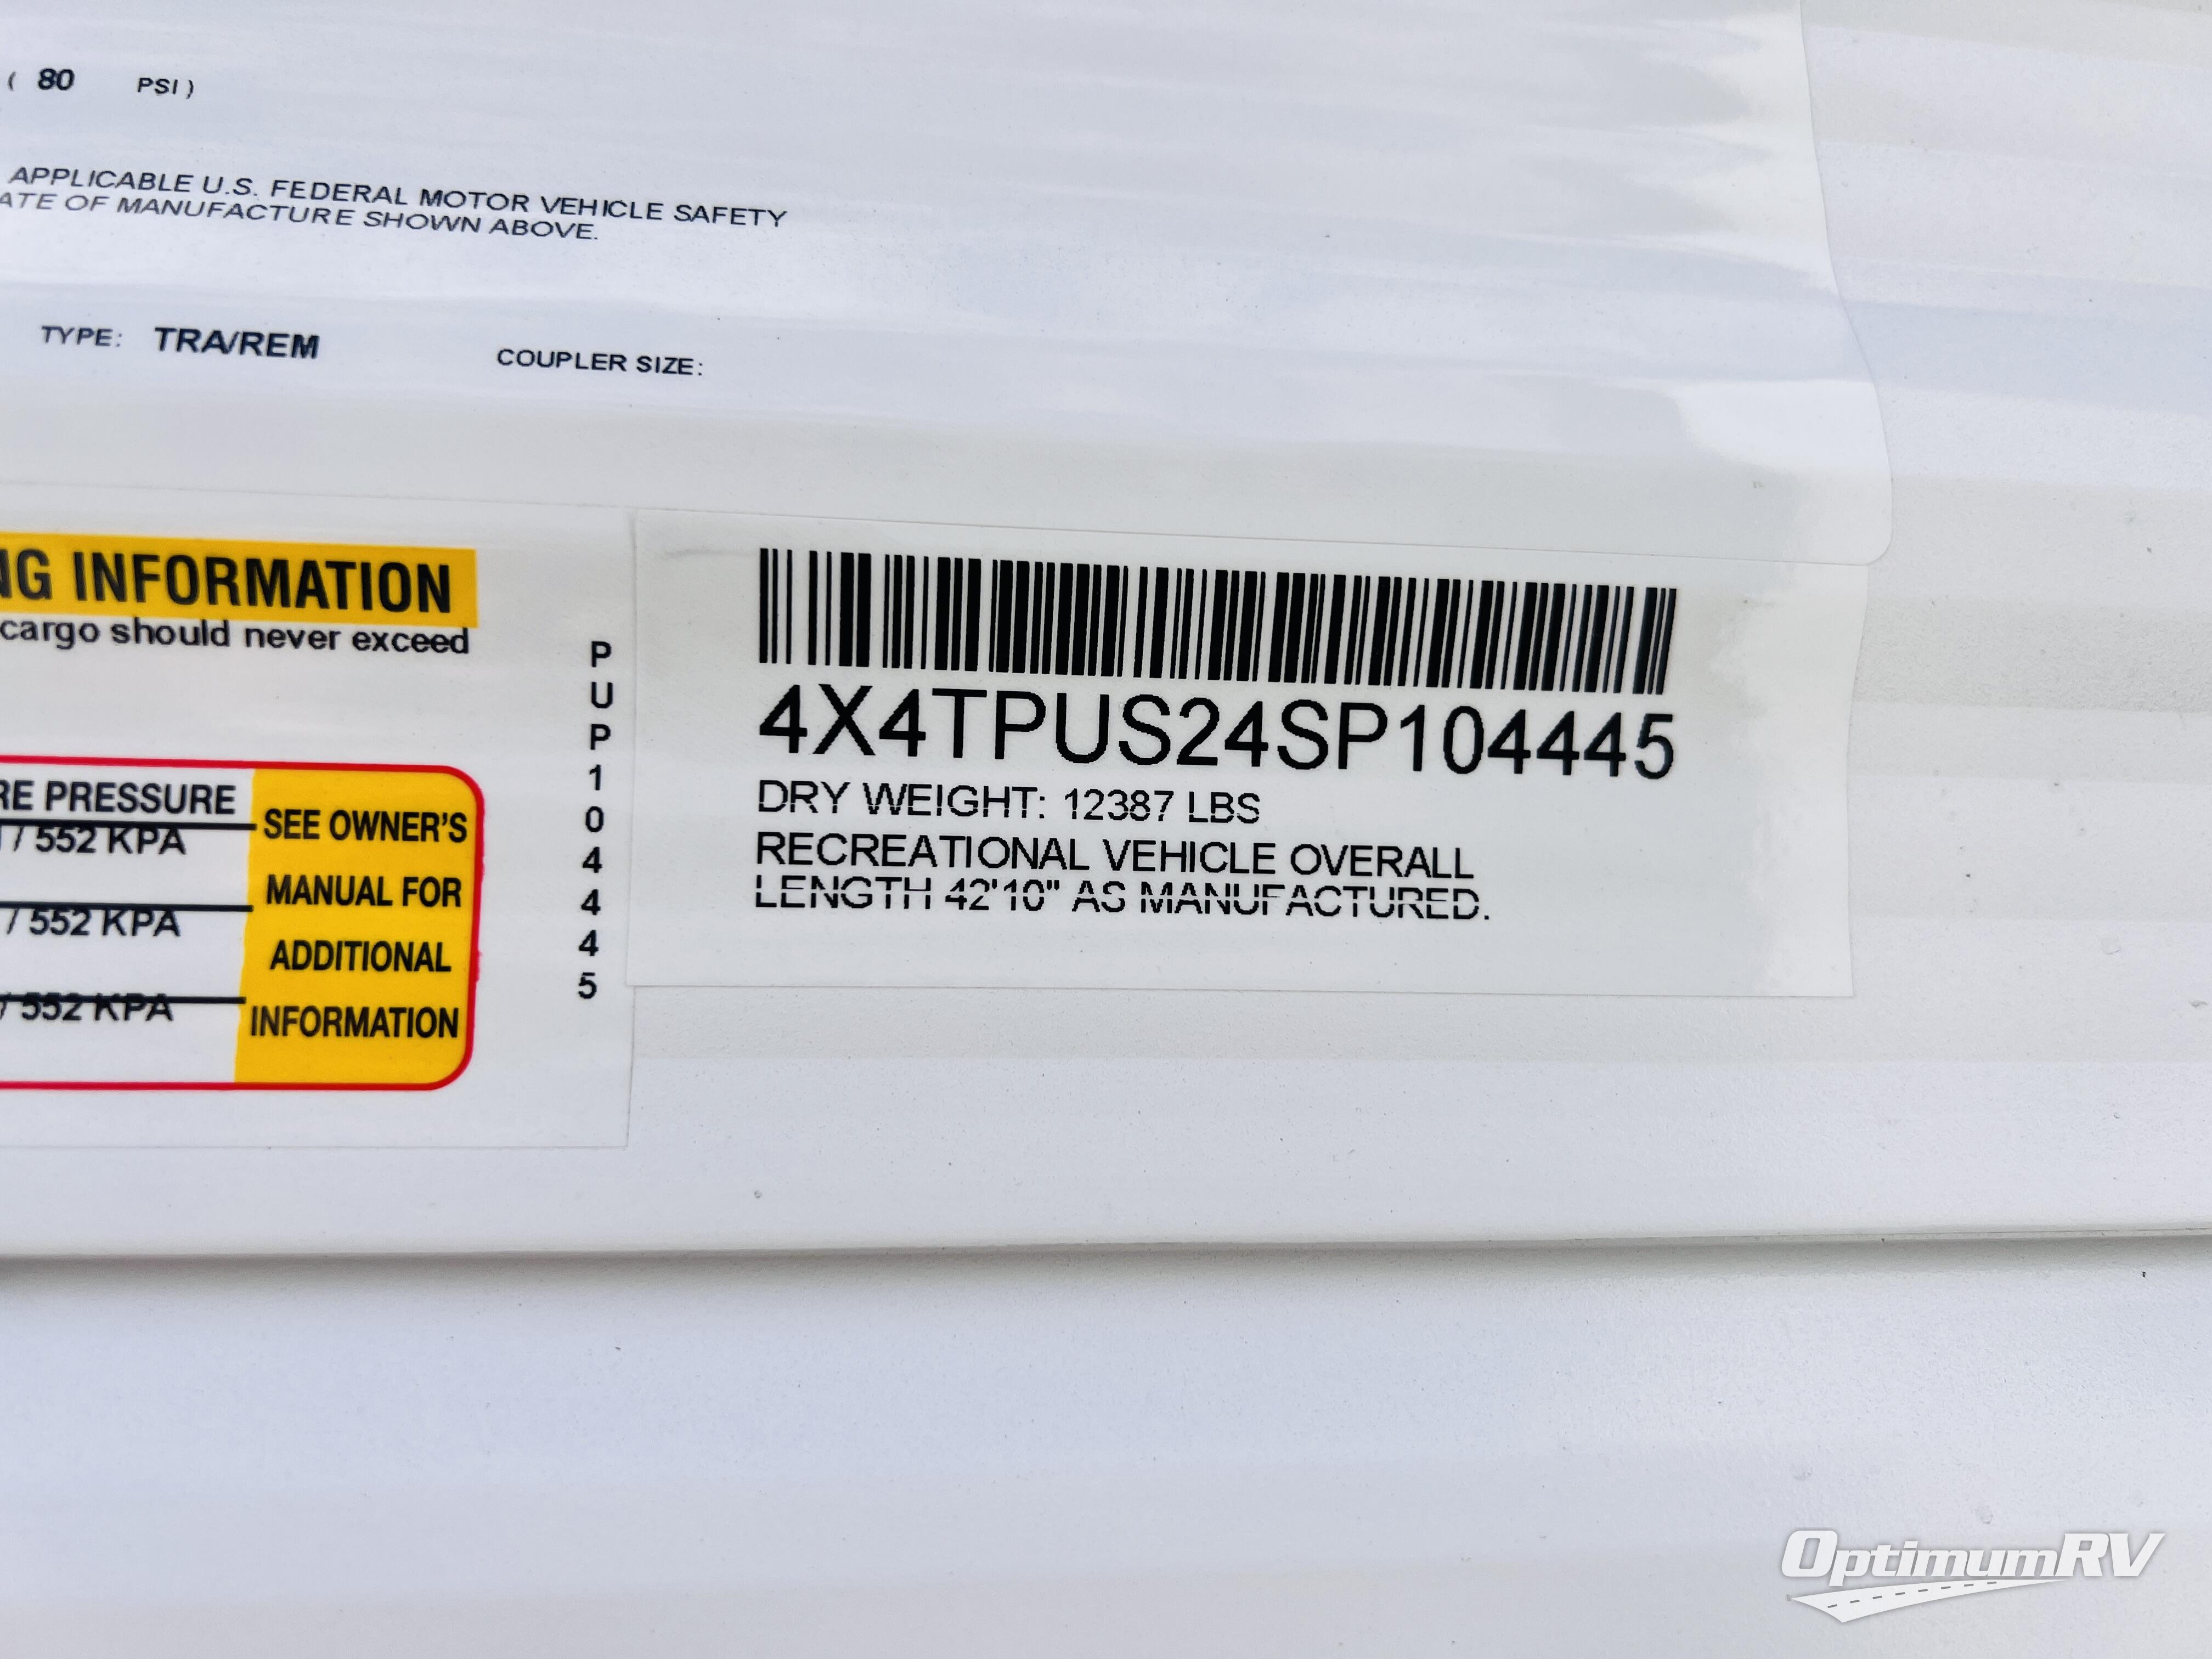 ( 80 PSI )
APPLICABLE U.S. FEDERAL MOTOR VEHICLE SAFETY
ATE OF MANUFACTURE SHOWN ABOVE.
TYPE: TRA/REM
COUPLER SIZE:
NG INFORMATION
cargo should never exceed
RE PRESSURE
/ 552 KPA
/ 552 KPA
/ 552 KPA
SEE OWNER'S
MANUAL FOR
ADDITIONAL
INFORMATION
PUP104445
4X4TPUS24SP104445
DRY WEIGHT: 12387 LBS
RECREATIONAL VEHICLE OVERALL
LENGTH 42'10" AS MANUFACTURED.
OptimumRV